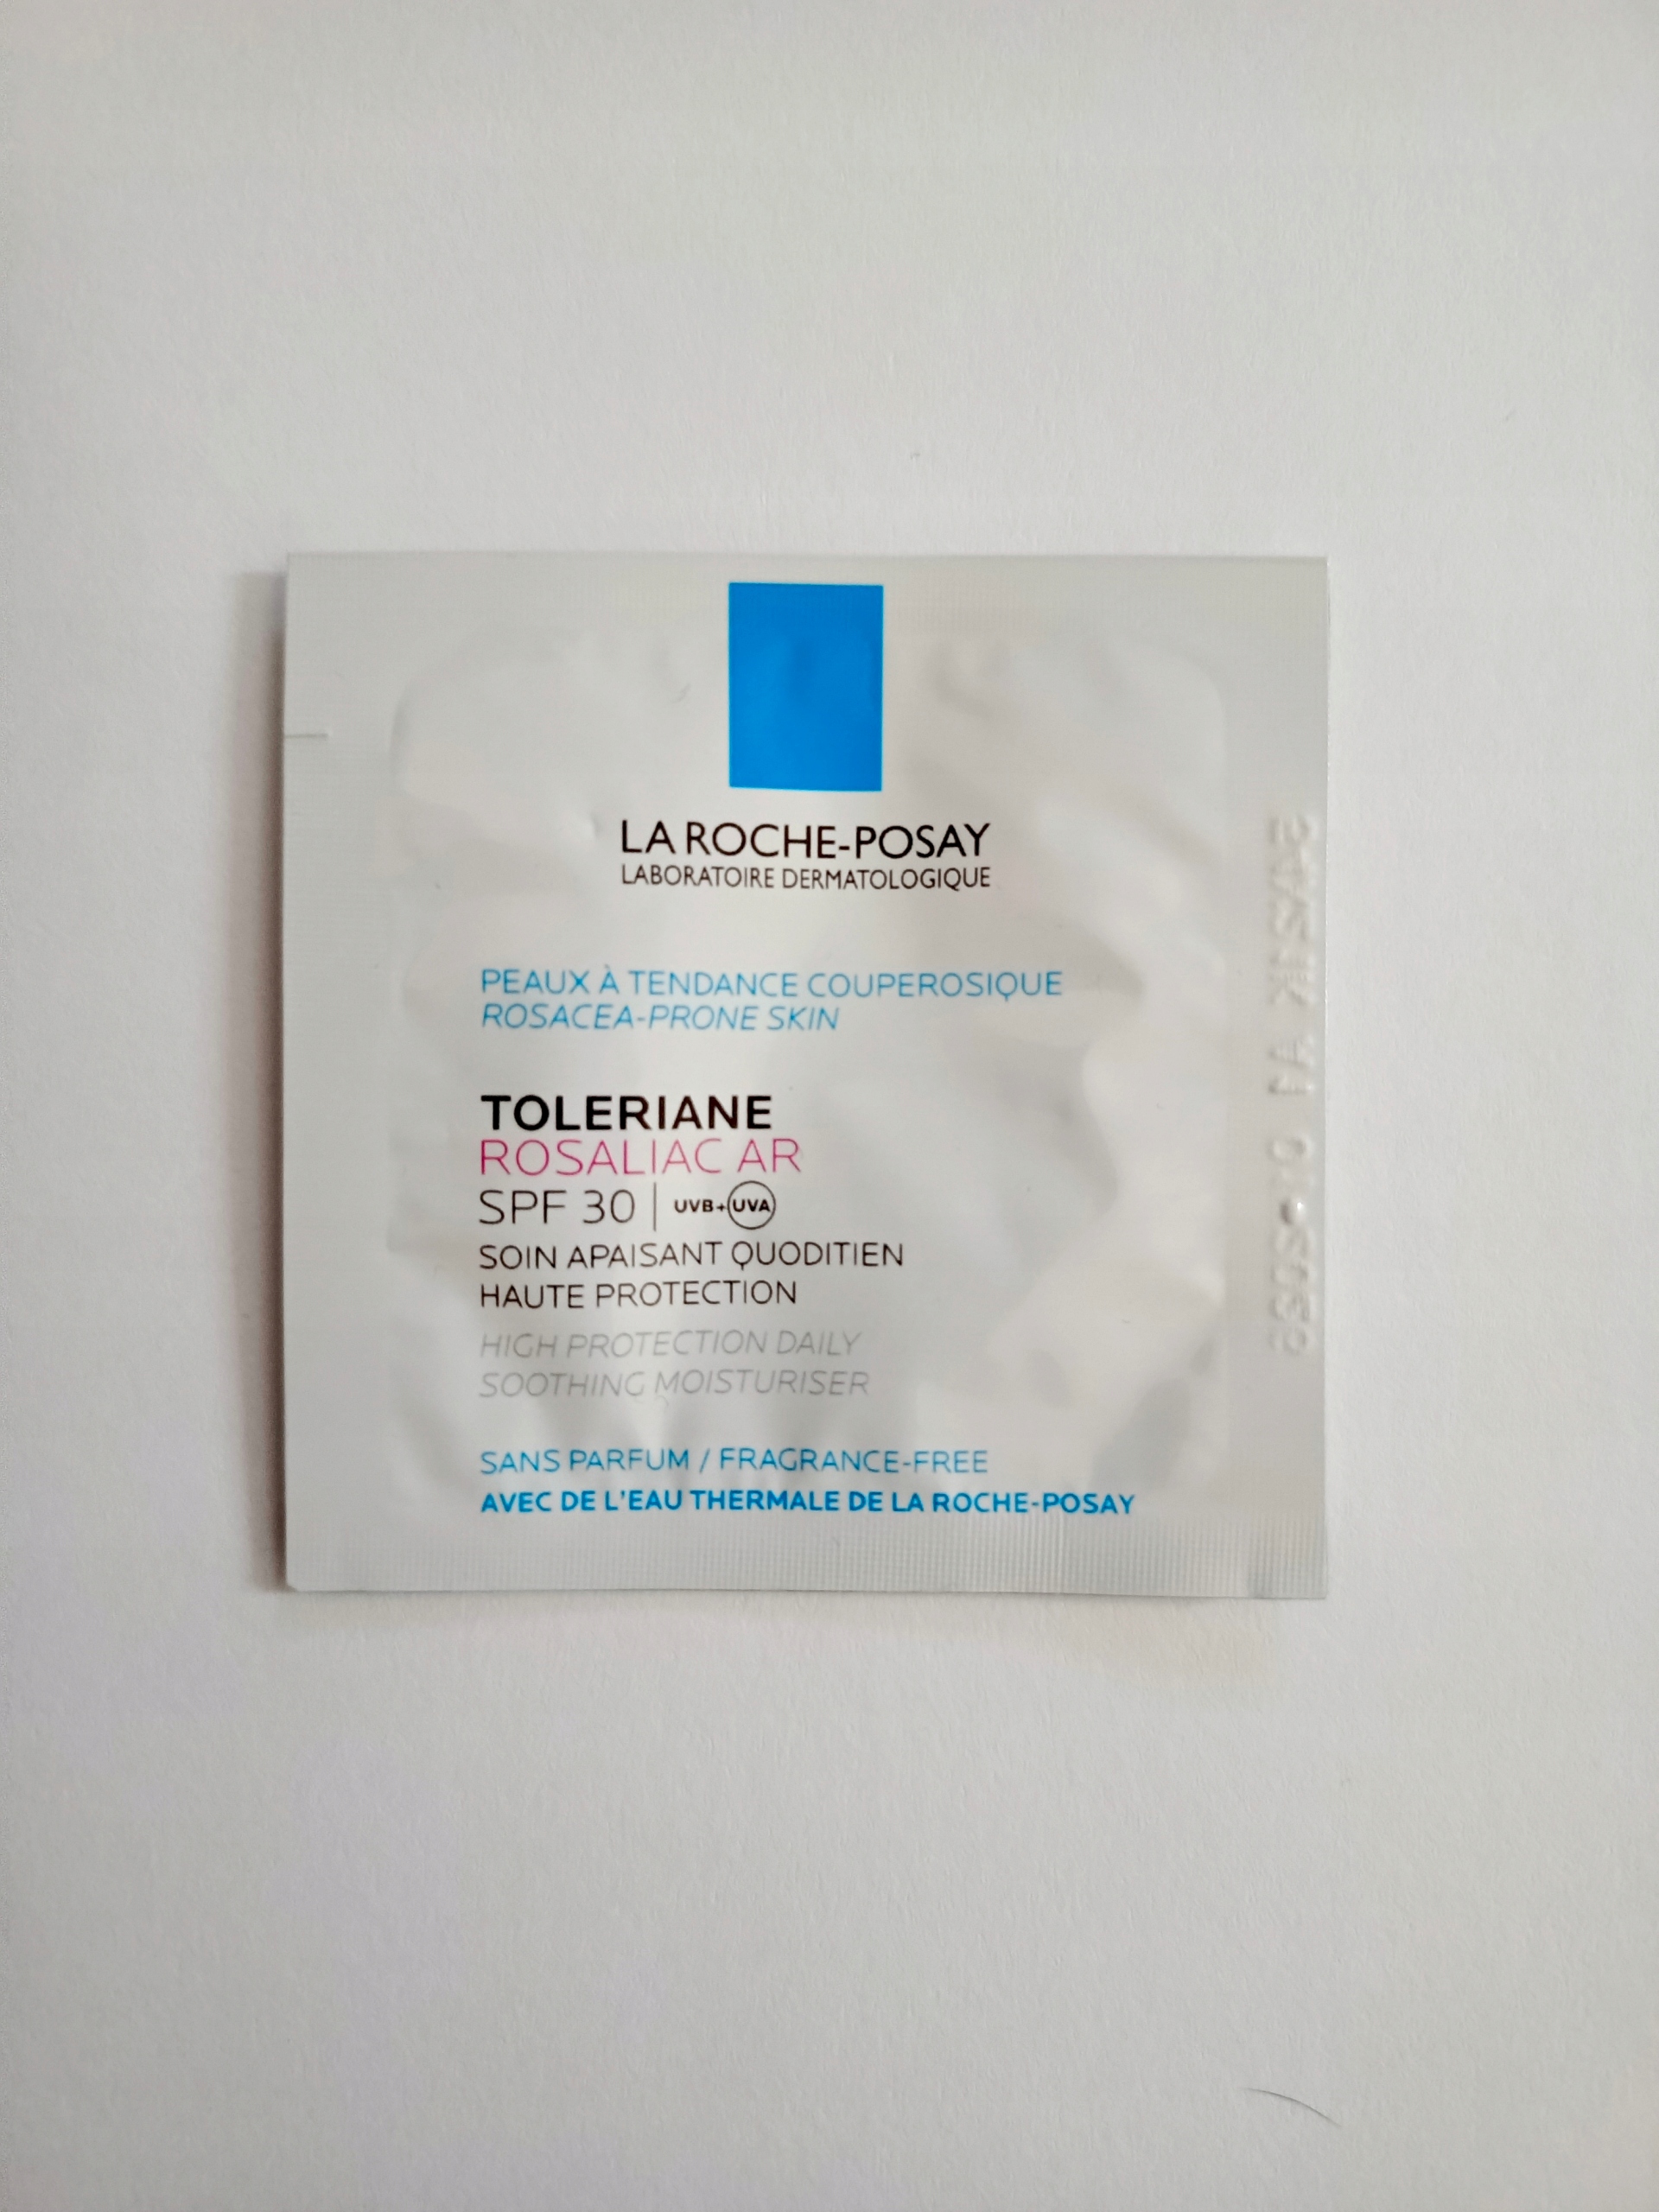 LA ROCHE-POSAY
LABORATOIRE DERMATOLOGIQUE
PEAUX À TENDANCE COUPEROSIQUE
ROSACEA-PRONE SKIN
TOLERIANE
ROSALIAC AR
SPF 30 | UVB+UVA
SOIN APAISANT QUODITIEN
HAUTE PROTECTION
HIGH PROTECTION DAILY
SOOTHING MOISTURISER
SANS PARFUM / FRAGRANCE-FREE
AVEC DE L'EAU THERMALE DE LA ROCHE-POSAY